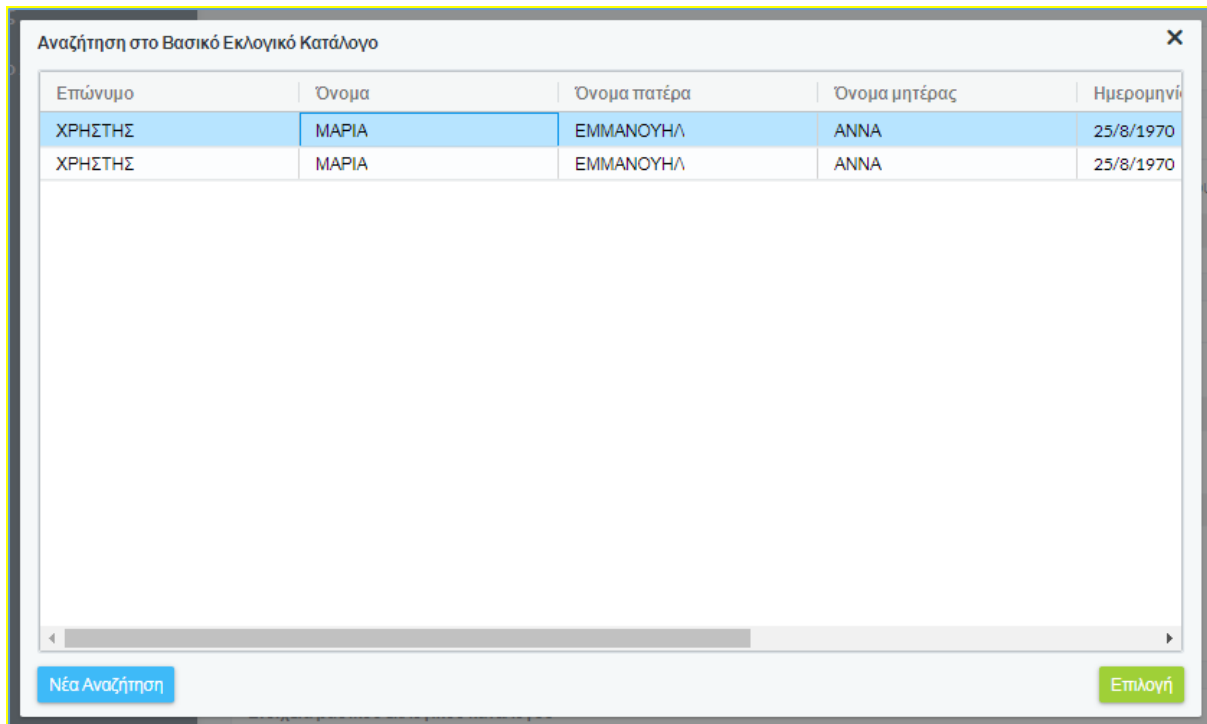 Αναζήτηση στο Βασικό Εκλογικό Κατάλογο
Επώνυμο Όνομα Όνομα πατέρα Όνομα μητέρας Ημερομηνί
ΧΡΗΣΤΗΣ ΜΑΡΙΑ ΕΜΜΑΝΟΥΗΛ ΑΝΝΑ 25/8/1970
ΧΡΗΣΤΗΣ ΜΑΡΙΑ ΕΜΜΑΝΟΥΗΛ ΑΝΝΑ 25/8/1970
Νέα Αναζήτηση Επιλογή